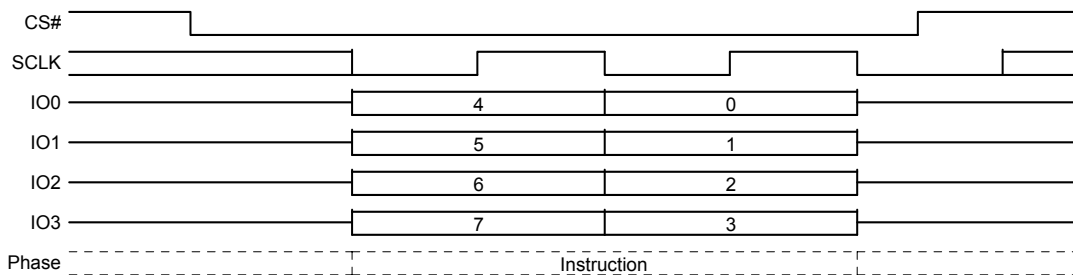 CS#
SCLK
IO0 4 0
IO1 5 1
IO2 6 2
IO3 7 3
Phase Instruction